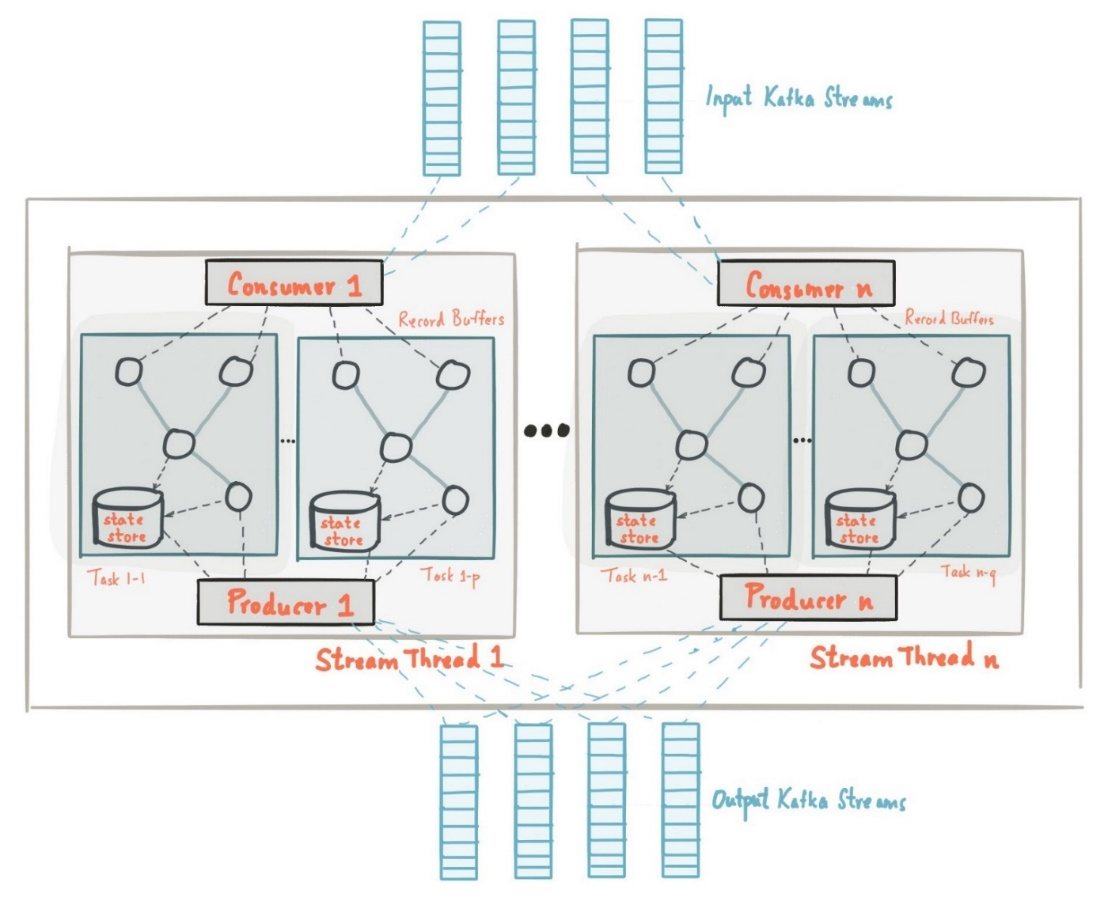 Input Kafka Streams
Consumer 1
Consumer n
Record Buffers
Record Buffers
...
...
...
state
store
state
store
state
store
state
store
Task 1-1
Task 1-p
Task n-1
Task n-q
Producer 1
Producer n
Stream Thread 1
Stream Thread n
Output Kafka Streams